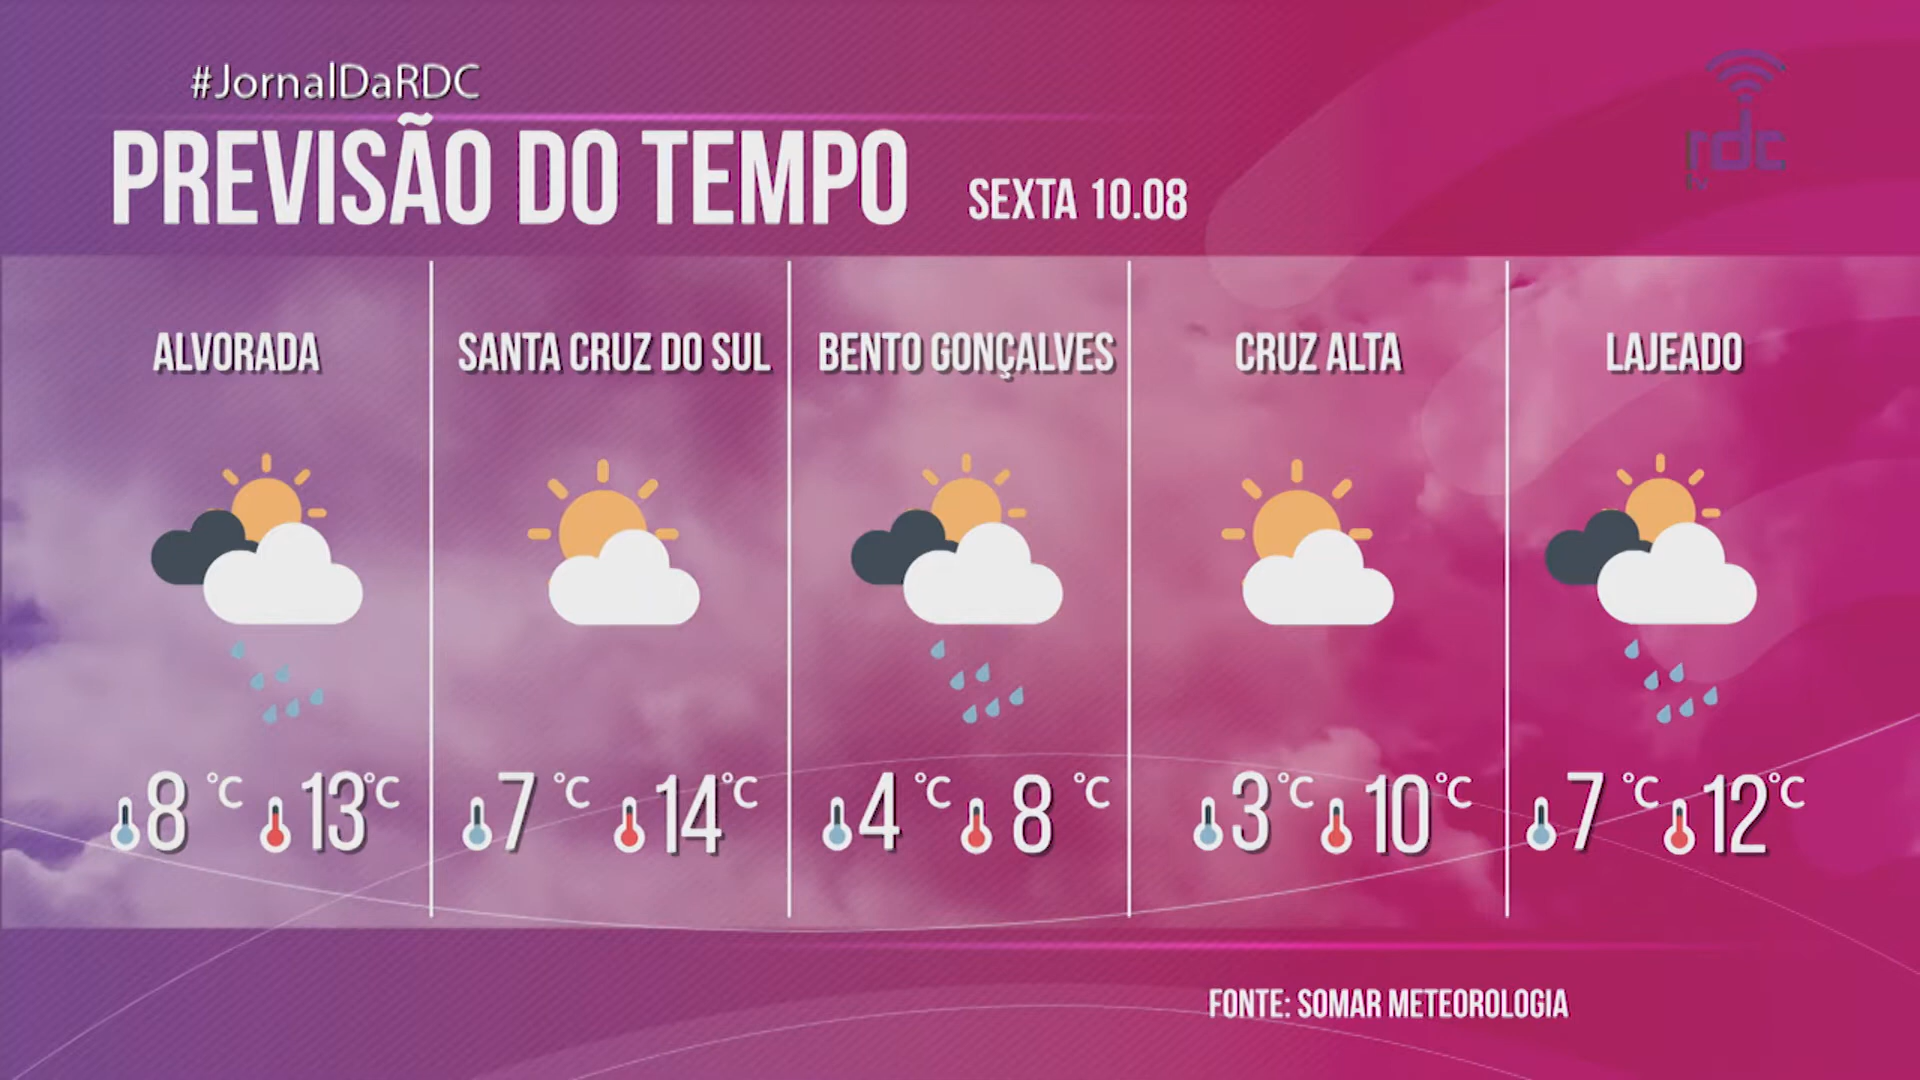 #JornalDaRDC
PREVISÃO DO TEMPO
SEXTA 10.08
rdc
tv
ALVORADA
SANTA CRUZ DO SUL
BENTO GONÇALVES
CRUZ ALTA
LAJEADO
8 °C 13°C
7 °C 14°C
4 °C 8 °C
3°C 10°C
7 °C 12°C
FONTE: SOMAR METEOROLOGIA